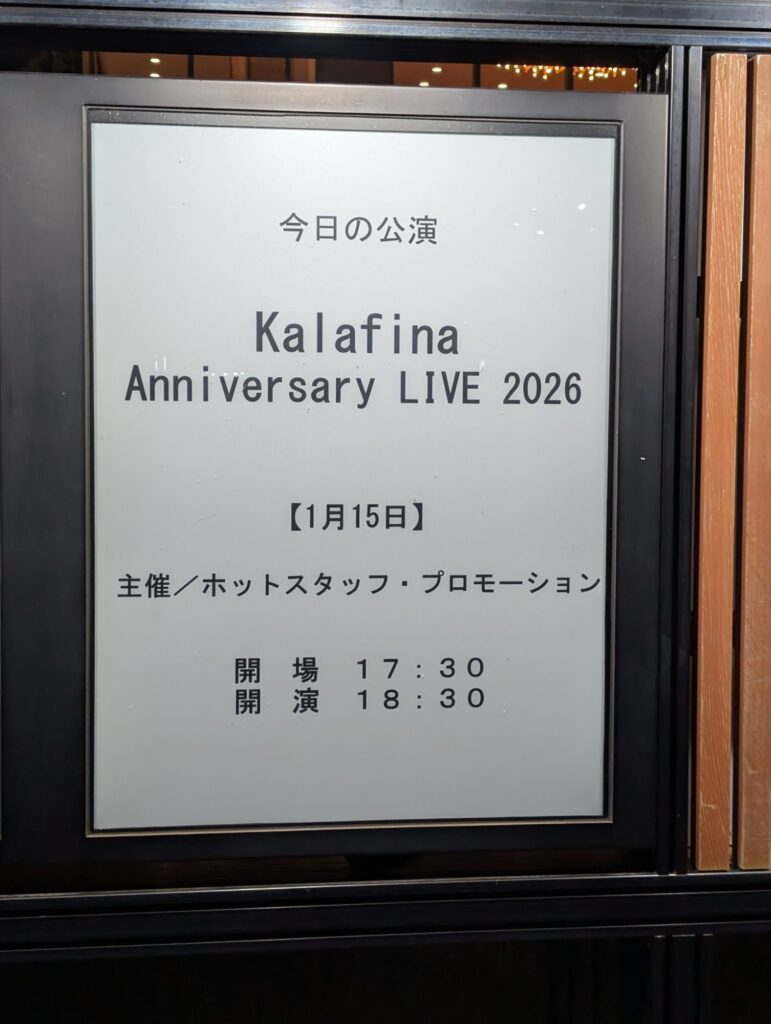 今日の公演
Kalafina
Anniversary LIVE 2026
【1月15日】
主催／ホットスタッフ・プロモーション
開　場　１７：３０
開　演　１８：３０